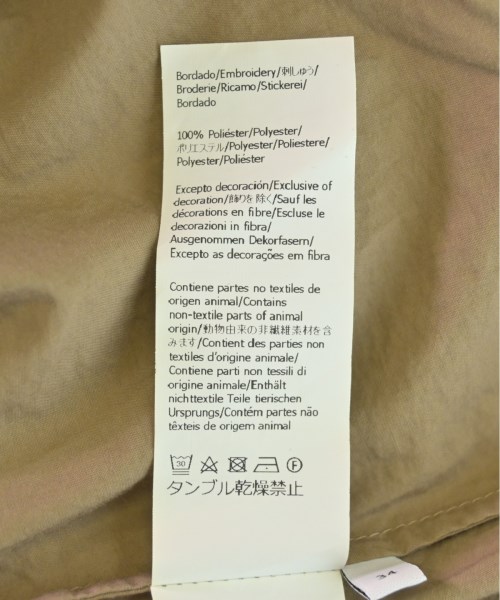 Bordado/Embroidery/刺しゅう/
Broderie/Ricamo/Stickerei/
Bordado
100% Poliéster/Polyester/
ポリエステル/Polyester/Poliestere/
Polyester/Poliéster
Excepto decoración/Exclusive of
decoration/飾りを除く/Sauf les
décorations en fibre/Escluse le
decorazioni in fibra/
Ausgenommen Dekorfasern/
Excepto as decorações em fibra
Contiene partes no textiles de
origen animal/Contains
non-textile parts of animal
origin/動物由来の非繊維素材を含
みます/Contient des parties non
textiles d'origine animale/
Contiene parti non tessili di
origine animale/Enthält
nichttextile Teile tierischen
Ursprungs/Contém partes não
têxteis de origem animal
30 F
タンブル乾燥禁止
34